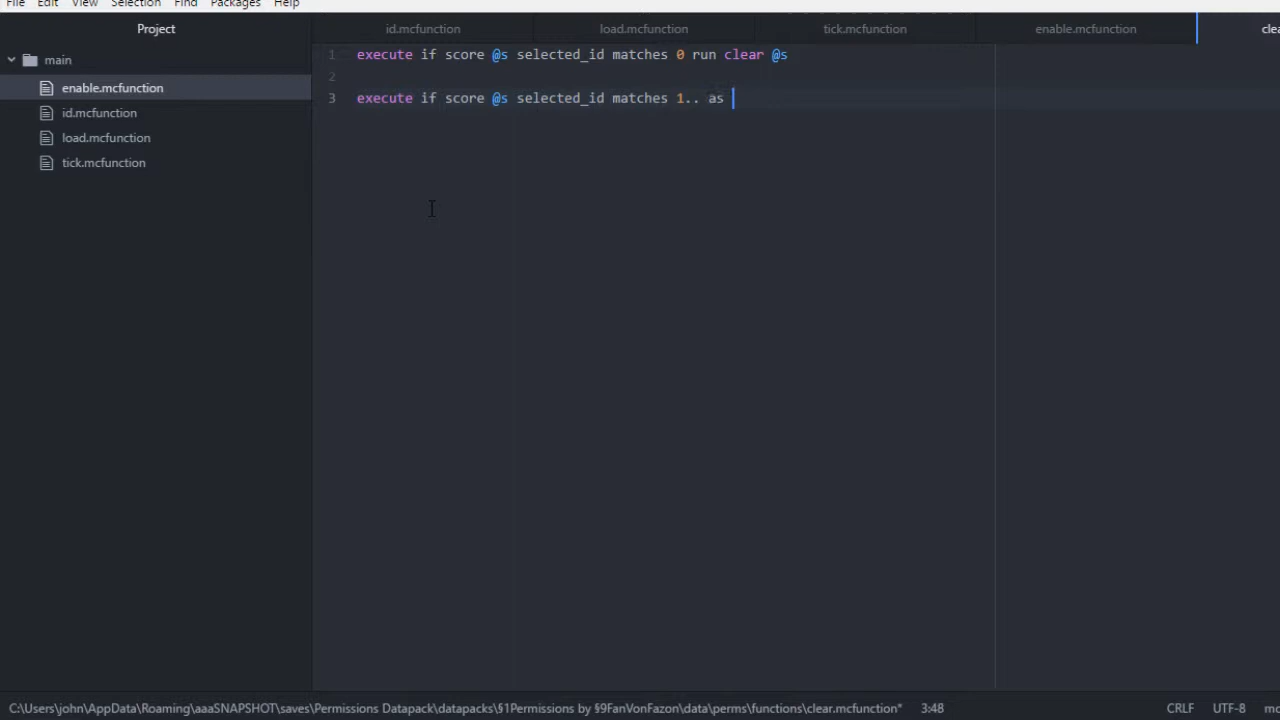 File Edit View Selection Find Packages Help
Project
id.mcfunction load.mcfunction tick.mcfunction enable.mcfunction clea
main
enable.mcfunction
id.mcfunction
load.mcfunction
tick.mcfunction
1 execute if score @s selected_id matches 0 run clear @s
2
3 execute if score @s selected_id matches 1.. as
C:\Users\john\AppData\Roaming\aaaSNAPSHOT\saves\Permissions Datapack\datapacks\§1Permissions by §9FanVonFazon\data\perms\functions\clear.mcfunction* 3:48 CRLF UTF-8 mc